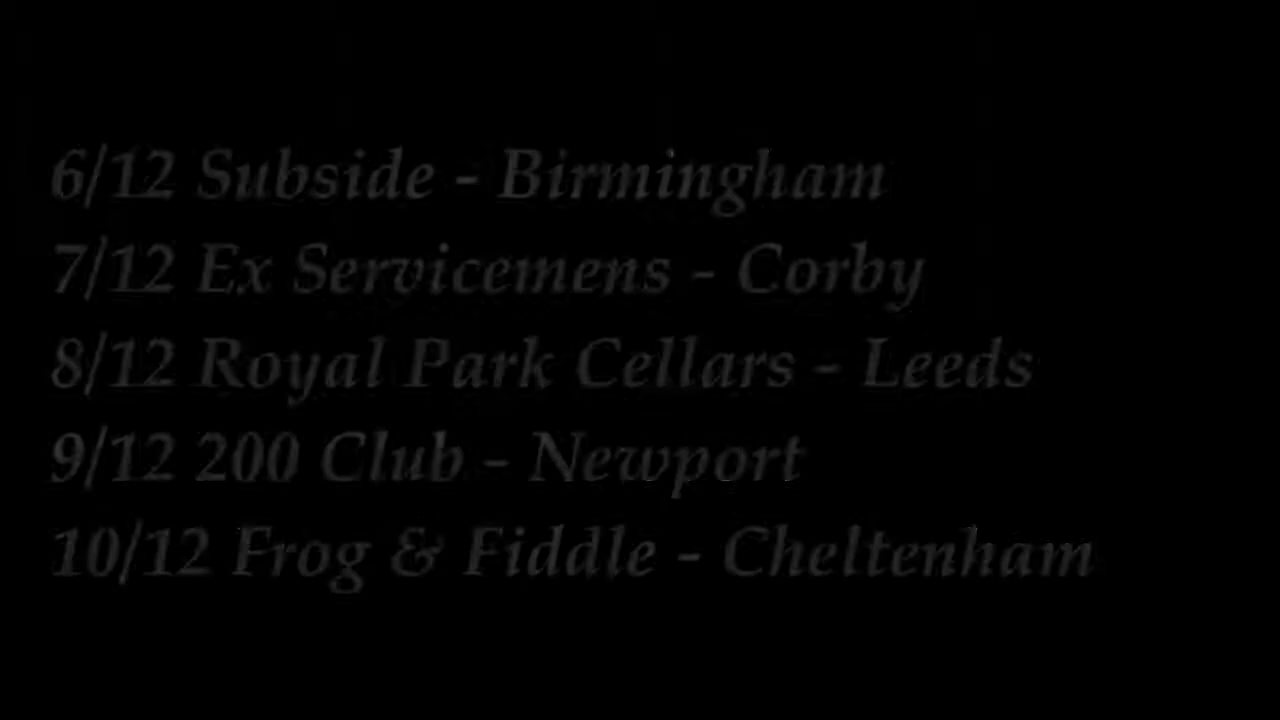 6/12 Subside - Birmingham
7/12 Ex Servicemens - Corby
8/12 Royal Park Cellars - Leeds
9/12 200 Club - Newport
10/12 Frog & Fiddle - Cheltenham